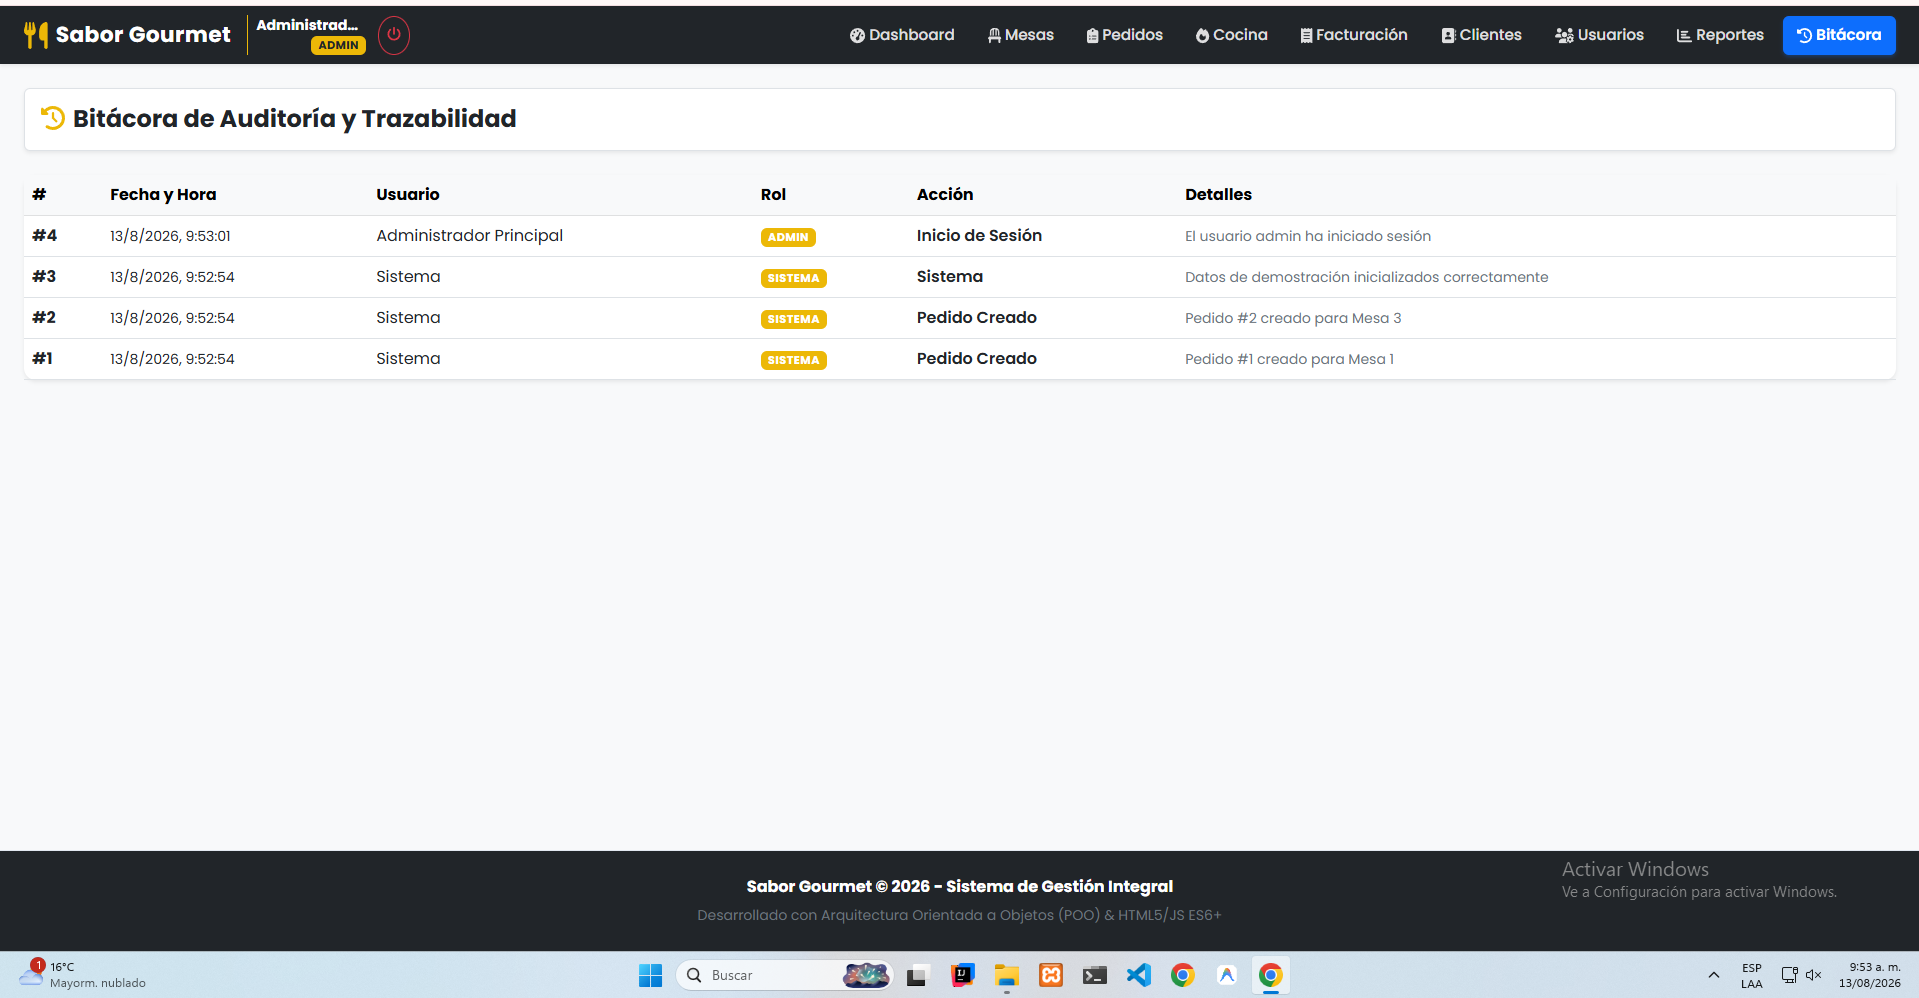 Sabor Gourmet
Administrad...
ADMIN
Dashboard
Mesas
Pedidos
Cocina
Facturación
Clientes
Usuarios
Reportes
Bitácora
Bitácora de Auditoría y Trazabilidad
# Fecha y Hora Usuario Rol Acción Detalles
#4 13/8/2026, 9:53:01 Administrador Principal ADMIN Inicio de Sesión El usuario admin ha iniciado sesión
#3 13/8/2026, 9:52:54 Sistema SISTEMA Sistema Datos de demostración inicializados correctamente
#2 13/8/2026, 9:52:54 Sistema SISTEMA Pedido Creado Pedido #2 creado para Mesa 3
#1 13/8/2026, 9:52:54 Sistema SISTEMA Pedido Creado Pedido #1 creado para Mesa 1
Sabor Gourmet © 2026 - Sistema de Gestión Integral
Desarrollado con Arquitectura Orientada a Objetos (POO) & HTML5/JS ES6+
Activar Windows
Ve a Configuración para activar Windows.
1
16°C
Mayorm. nublado
Buscar
ESP
LAA
9:53 a. m.
13/08/2026